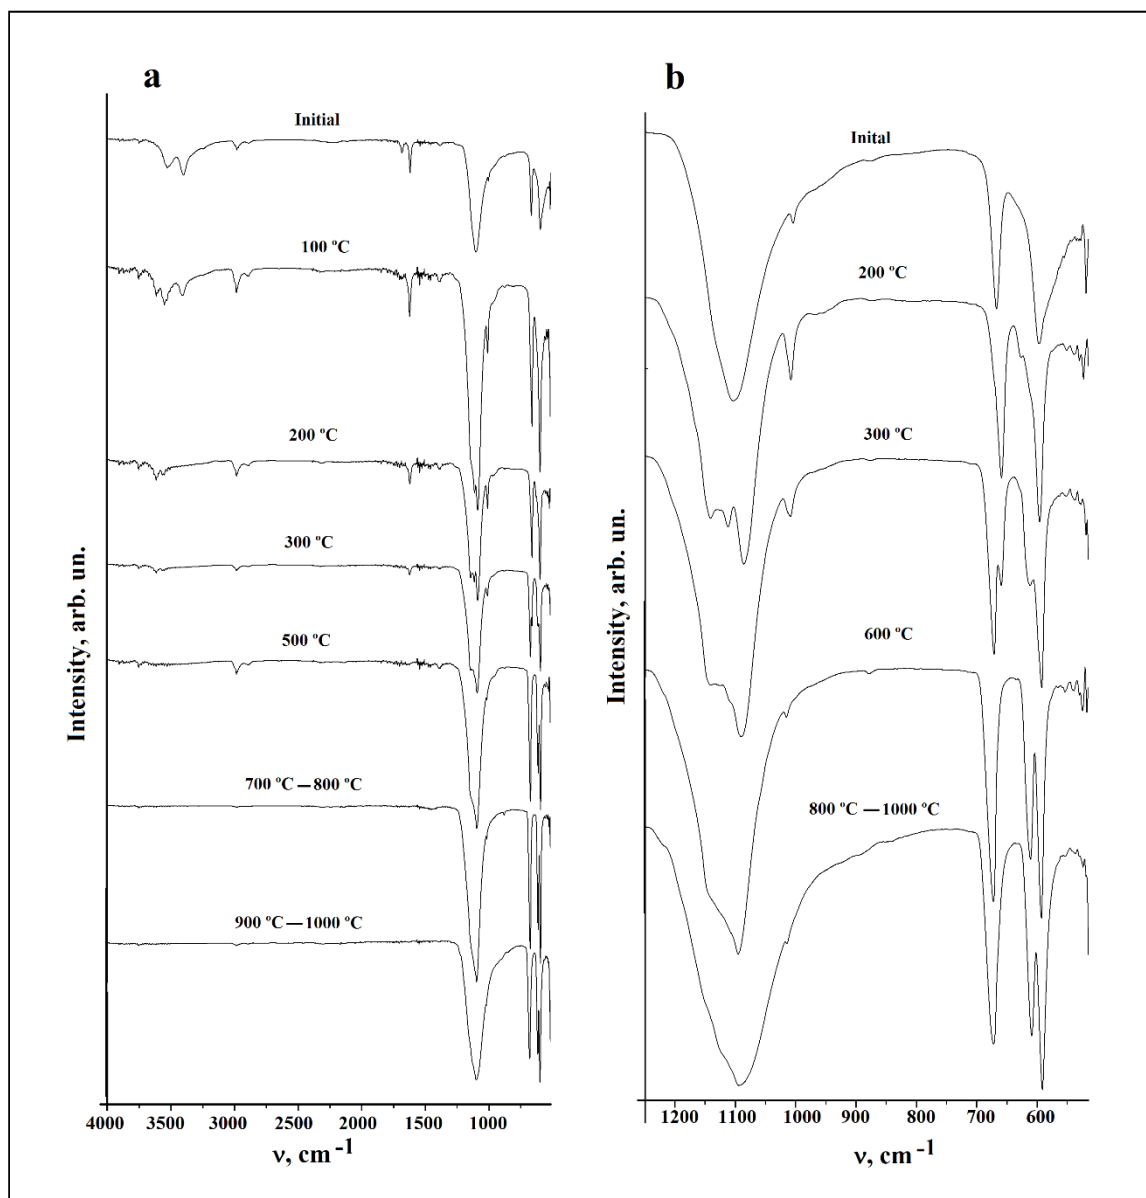 a
Initial
100 ºC
200 ºC
300 ºC
500 ºC
700 ºC — 800 ºC
900 ºC — 1000 ºC
Intensity, arb. un.
4000 3500 3000 2500 2000 1500 1000
ν, cm⁻¹
b
Inital
200 ºC
300 ºC
600 ºC
800 ºC — 1000 ºC
Intensity, arb. un.
1200 1100 1000 900 800 700 600
ν, cm⁻¹